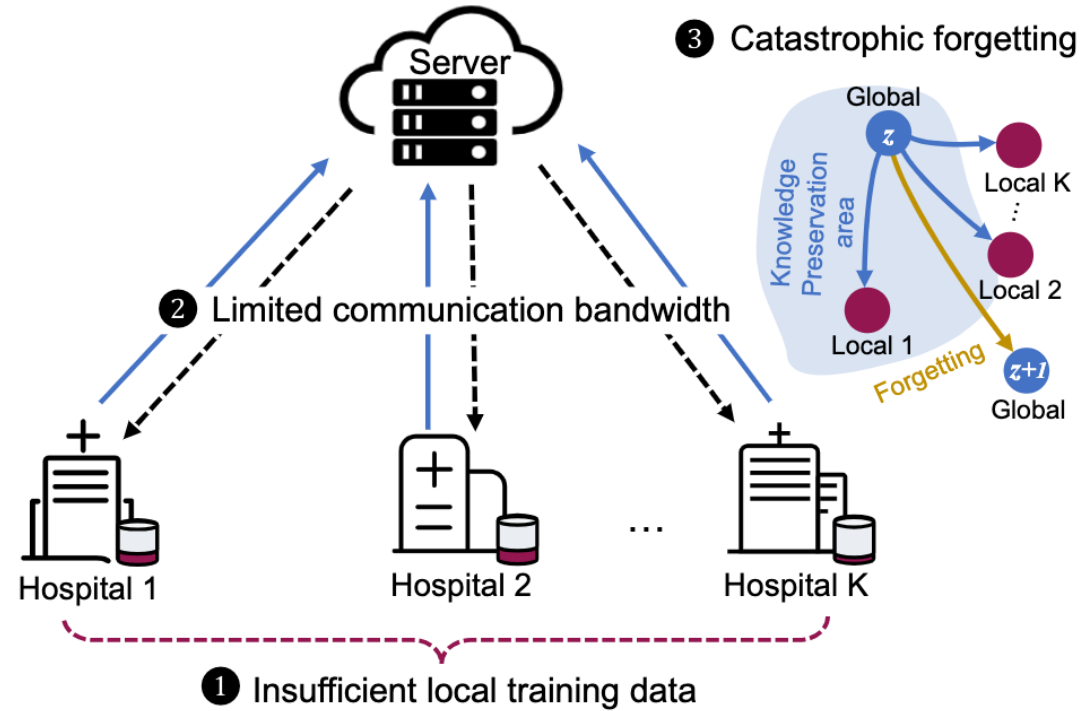 Server
❸ Catastrophic forgetting
Global
z
Knowledge
Preservation
area
Local K
⋮
Local 2
Local 1
Forgetting
z+1
Global
❷ Limited communication bandwidth
Hospital 1
Hospital 2
...
Hospital K
❶ Insufficient local training data